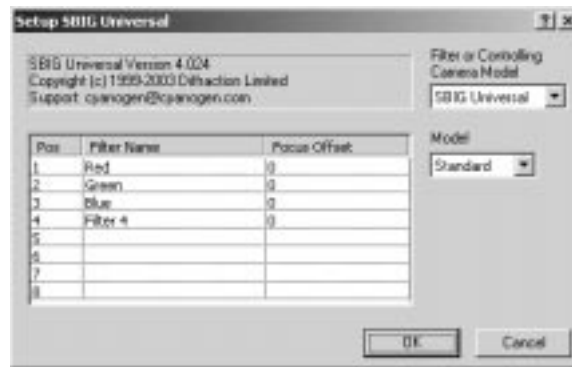 Setup SBIG Universal
SBIG Universal Version 4.024
Copyright (c) 1999-2003 Diffraction Limited
Support: cyanogen@cyanogen.com
Filter or Controlling
Camera Model
SBIG Universal
Model
Standard
Pos Filter Name Focus Offset
1 Red 0
2 Green 0
3 Blue 0
4 Filter 4 0
5
6
7
8
OK Cancel